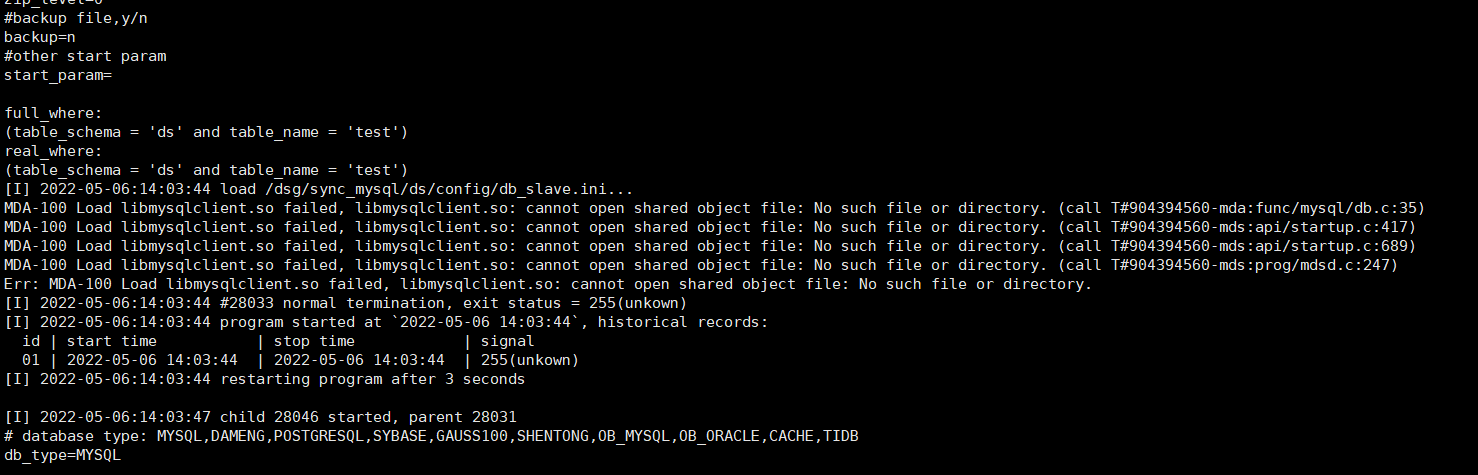 zip_level=0
#backup file,y/n
backup=n
#other start param
start_param=
full_where:
(table_schema = 'ds' and table_name = 'test')
real_where:
(table_schema = 'ds' and table_name = 'test')
[I] 2022-05-06:14:03:44 load /dsg/sync_mysql/ds/config/db_slave.ini...
MDA-100 Load libmysqlclient.so failed, libmysqlclient.so: cannot open shared object file: No such file or directory. (call T#904394560-mda:func/mysql/db.c:35)
MDA-100 Load libmysqlclient.so failed, libmysqlclient.so: cannot open shared object file: No such file or directory. (call T#904394560-mds:api/startup.c:417)
MDA-100 Load libmysqlclient.so failed, libmysqlclient.so: cannot open shared object file: No such file or directory. (call T#904394560-mds:api/startup.c:689)
MDA-100 Load libmysqlclient.so failed, libmysqlclient.so: cannot open shared object file: No such file or directory. (call T#904394560-mds:prog/mdsd.c:247)
Err: MDA-100 Load libmysqlclient.so failed, libmysqlclient.so: cannot open shared object file: No such file or directory.
[I] 2022-05-06:14:03:44 #28033 normal termination, exit status = 255(unkown)
[I] 2022-05-06:14:03:44 program started at `2022-05-06 14:03:44`, historical records:
id | start time | stop time | signal
01 | 2022-05-06 14:03:44 | 2022-05-06 14:03:44 | 255(unkown)
[I] 2022-05-06:14:03:44 restarting program after 3 seconds
[I] 2022-05-06:14:03:47 child 28046 started, parent 28031
# database type: MYSQL,DAMENG,POSTGRESQL,SYBASE,GAUSS100,SHENTONG,OB_MYSQL,OB_ORACLE,CACHE,TIDB
db_type=MYSQL